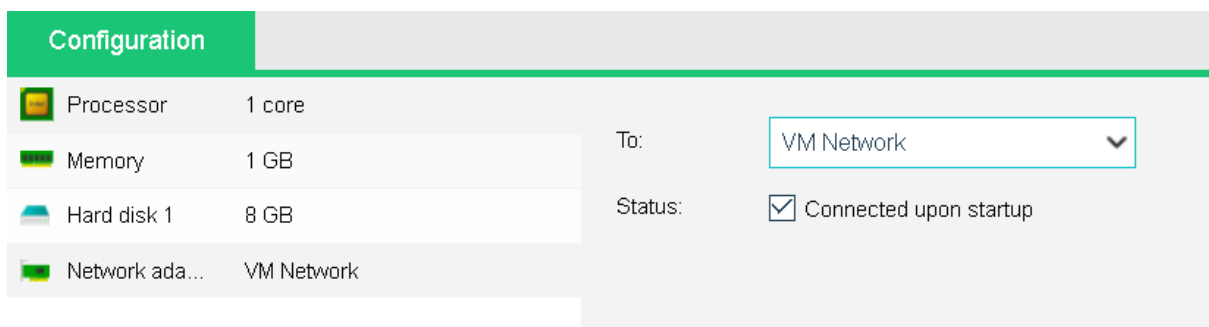 Configuration
Processor 1 core
Memory 1 GB
Hard disk 1 8 GB
Network ada... VM Network
To: VM Network
Status: Connected upon startup